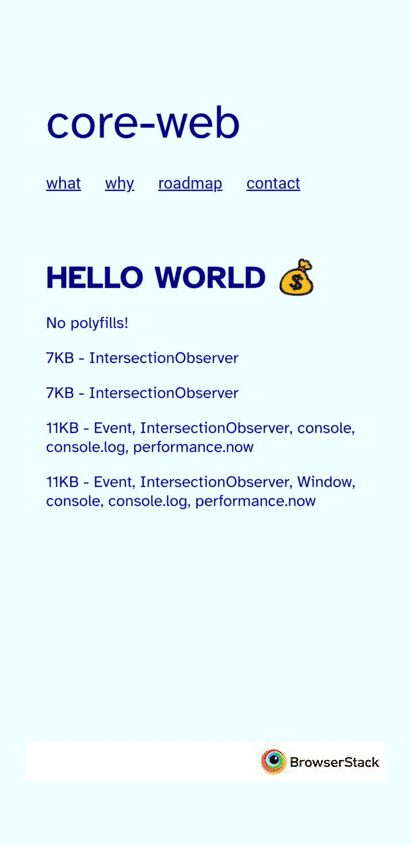 core-web
what why roadmap contact
HELLO WORLD 💰
No polyfills!
7KB - IntersectionObserver
7KB - IntersectionObserver
11KB - Event, IntersectionObserver, console,
console.log, performance.now
11KB - Event, IntersectionObserver, Window,
console, console.log, performance.now
BrowserStack